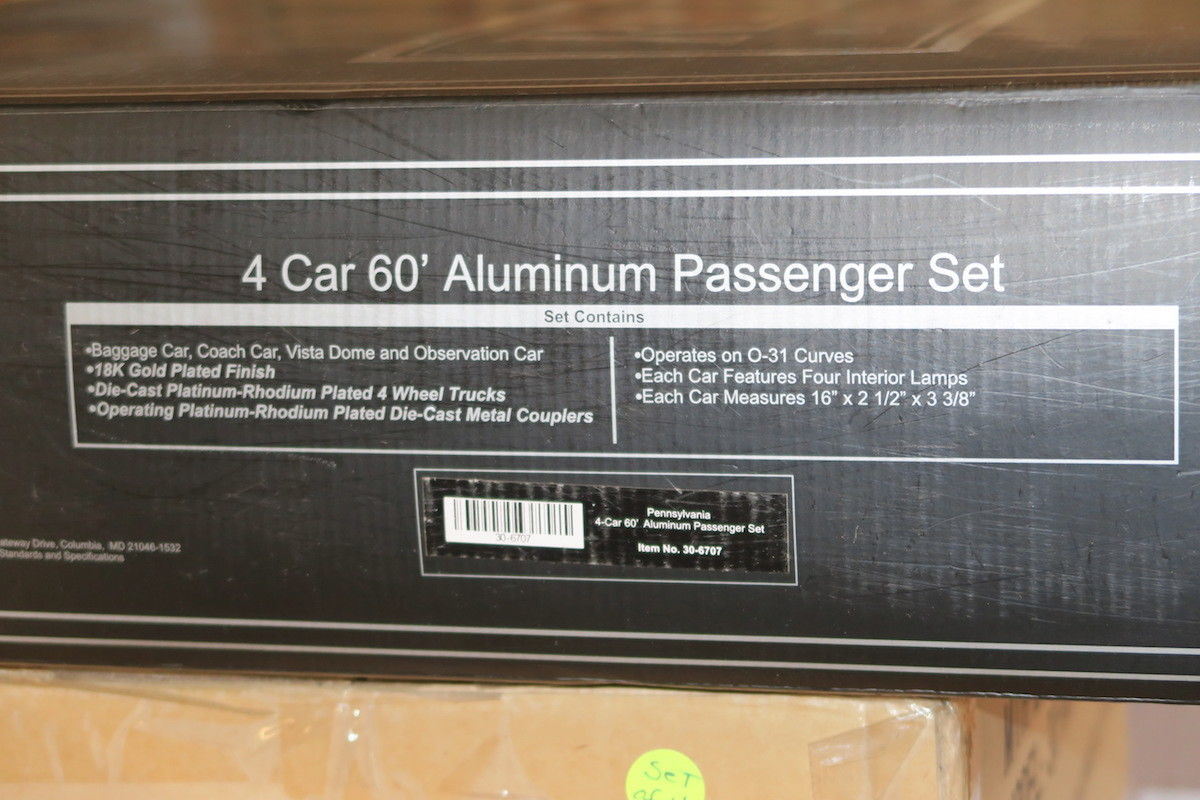 4 Car 60’ Aluminum Passenger Set
Set Contains
•Baggage Car, Coach Car, Vista Dome and Observation Car
•18K Gold Plated Finish
•Die-Cast Platinum-Rhodium Plated 4 Wheel Trucks
•Operating Platinum-Rhodium Plated Die-Cast Metal Couplers
•Operates on O-31 Curves
•Each Car Features Four Interior Lamps
•Each Car Measures 16” x 2 1/2” x 3 3/8”
30-6707
Pennsylvania
4-Car 60' Aluminum Passenger Set
Item No. 30-6707
ateway Drive, Columbia, MD 21046-1532
Standards and Specifications
SeT